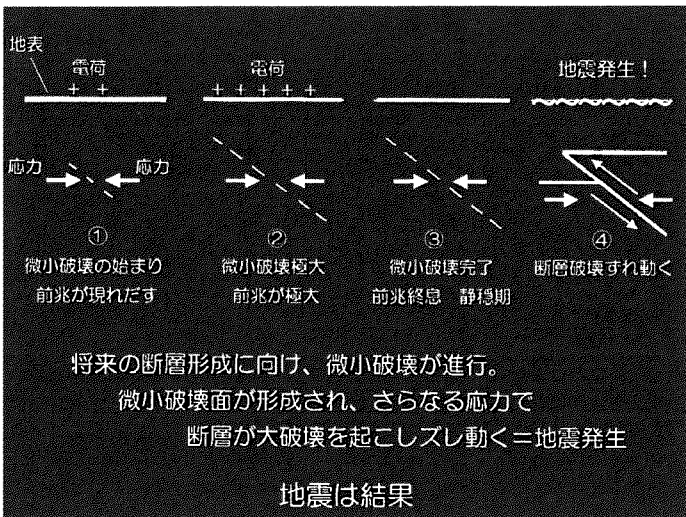 地表
電荷
+ +
電荷
+ + + + +
地震発生！
応力 応力
①
微小破壊の始まり
前兆が現れだす
②
微小破壊極大
前兆が極大
③
微小破壊完了
前兆終息 静穏期
④
断層破壊ずれ動く
将来の断層形成に向け、微小破壊が進行。
微小破壊面が形成され、さらなる応力で
断層が大破壊を起こしズレ動く＝地震発生
地震は結果